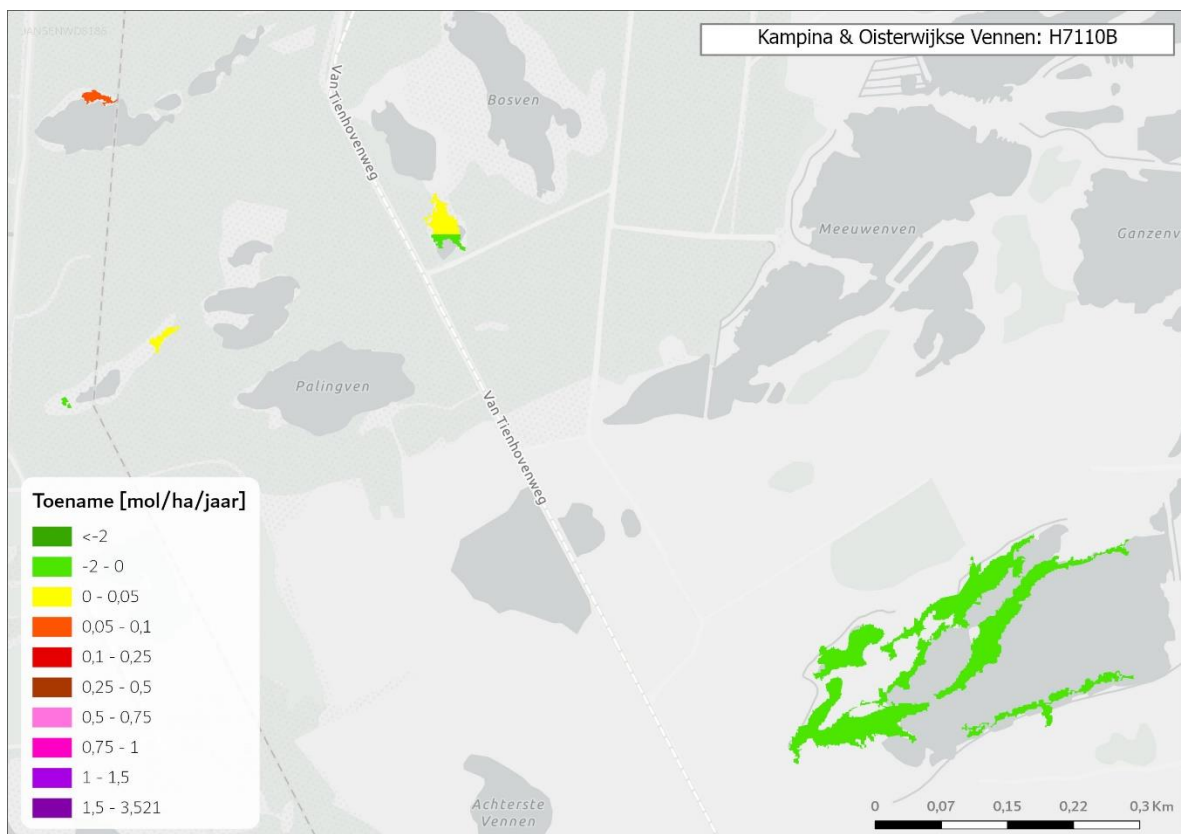 JANSENWDB186
Kampina & Oisterwijkse Vennen: H7110B
Van Tienhovenweg
Bosven
Meeuwenven
Ganzenv
Palingven
Van Tienhovenweg
Toename [mol/ha/jaar]
<-2
-2 - 0
0 - 0,05
0,05 - 0,1
0,1 - 0,25
0,25 - 0,5
0,5 - 0,75
0,75 - 1
1 - 1,5
1,5 - 3,521
Achterste
Vennen
0 0,07 0,15 0,22 0,3 Km